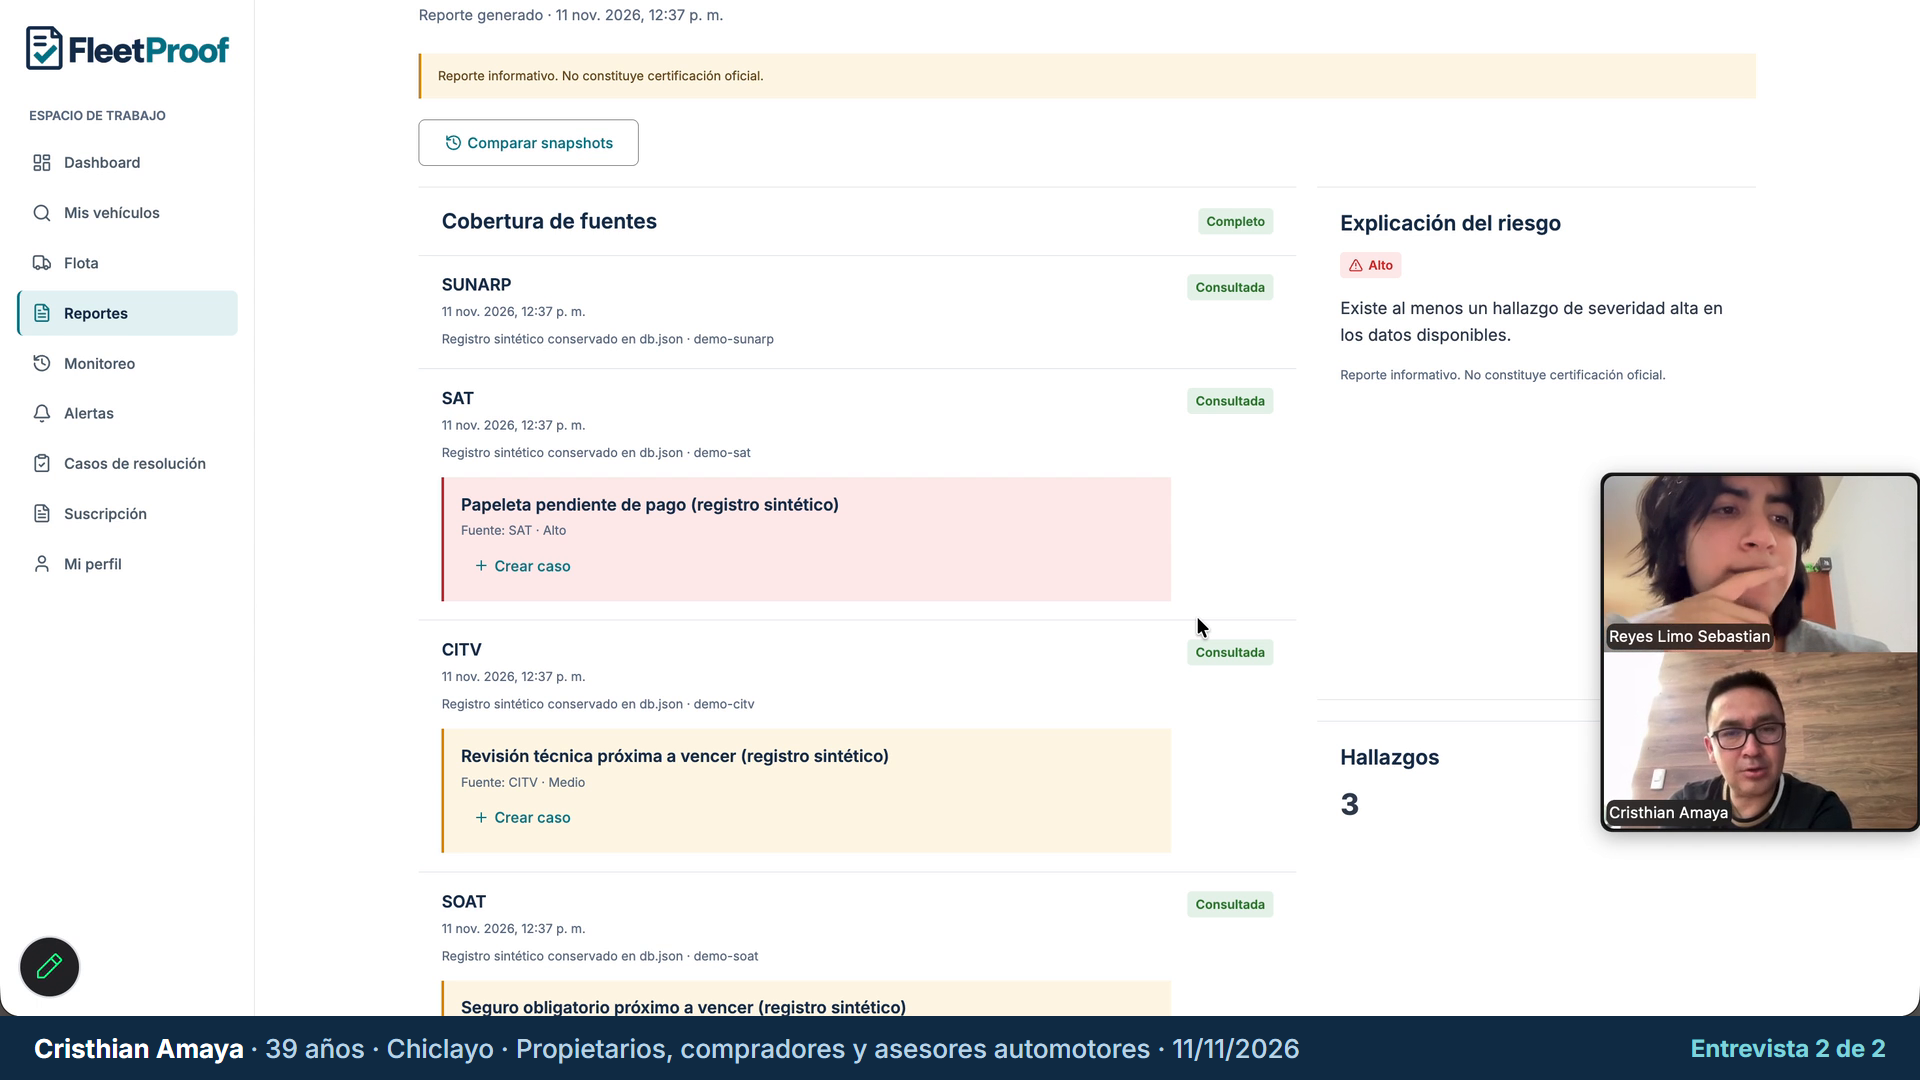 FleetProof
ESPACIO DE TRABAJO
Dashboard
Mis vehículos
Flota
Reportes
Monitoreo
Alertas
Casos de resolución
Suscripción
Mi perfil
Reporte generado · 11 nov. 2026, 12:37 p. m.
Reporte informativo. No constituye certificación oficial.
Comparar snapshots
Cobertura de fuentes
Completo
SUNARP
Consultada
11 nov. 2026, 12:37 p. m.
Registro sintético conservado en db.json · demo-sunarp
SAT
Consultada
11 nov. 2026, 12:37 p. m.
Registro sintético conservado en db.json · demo-sat
Papeleta pendiente de pago (registro sintético)
Fuente: SAT · Alto
+ Crear caso
CITV
Consultada
11 nov. 2026, 12:37 p. m.
Registro sintético conservado en db.json · demo-citv
Revisión técnica próxima a vencer (registro sintético)
Fuente: CITV · Medio
+ Crear caso
SOAT
Consultada
11 nov. 2026, 12:37 p. m.
Registro sintético conservado en db.json · demo-soat
Seguro obligatorio próximo a vencer (registro sintético)
Explicación del riesgo
Alto
Existe al menos un hallazgo de severidad alta en
los datos disponibles.
Reporte informativo. No constituye certificación oficial.
Hallazgos
3
Reyes Limo Sebastian
Cristhian Amaya
Cristhian Amaya · 39 años · Chiclayo · Propietarios, compradores y asesores automotores · 11/11/2026
Entrevista 2 de 2